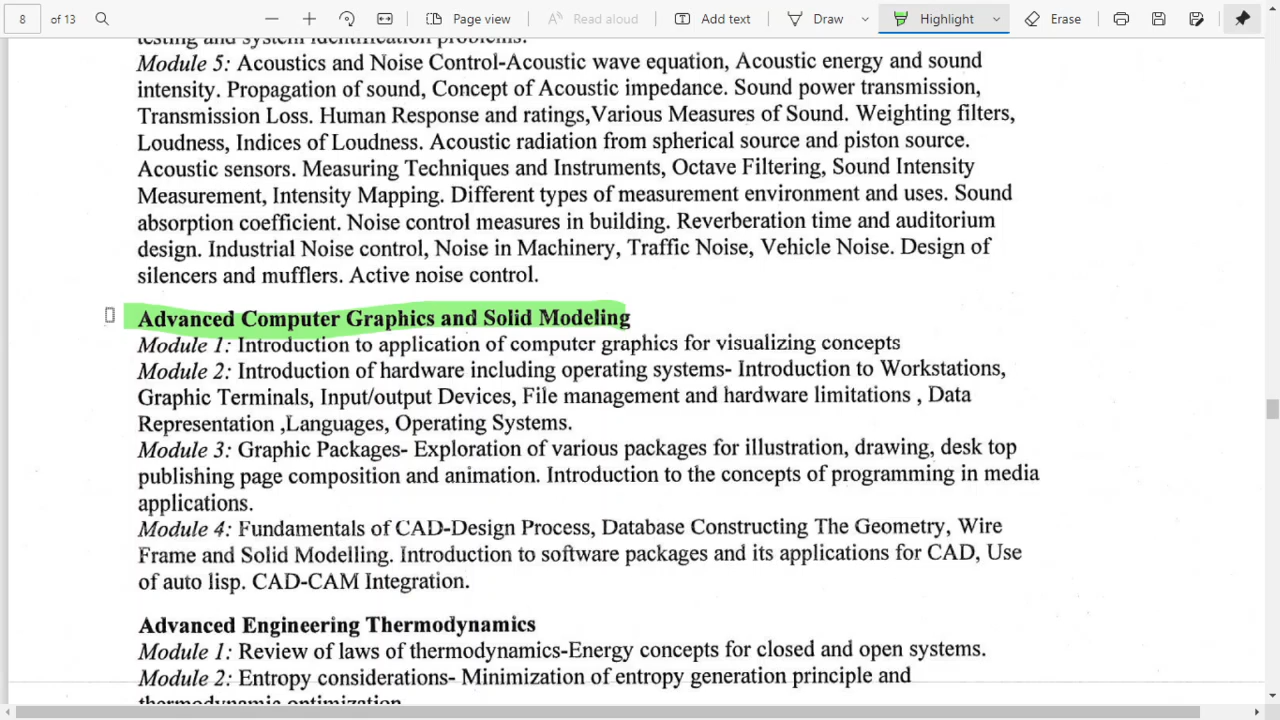 8 of 13 Page view Read aloud Add text Draw Highlight Erase
testing and system identification problems.
Module 5: Acoustics and Noise Control-Acoustic wave equation, Acoustic energy and sound
intensity. Propagation of sound, Concept of Acoustic impedance. Sound power transmission,
Transmission Loss. Human Response and ratings,Various Measures of Sound. Weighting filters,
Loudness, Indices of Loudness. Acoustic radiation from spherical source and piston source.
Acoustic sensors. Measuring Techniques and Instruments, Octave Filtering, Sound Intensity
Measurement, Intensity Mapping. Different types of measurement environment and uses. Sound
absorption coefficient. Noise control measures in building. Reverberation time and auditorium
design. Industrial Noise control, Noise in Machinery, Traffic Noise, Vehicle Noise. Design of
silencers and mufflers. Active noise control.
Advanced Computer Graphics and Solid Modeling
Module 1: Introduction to application of computer graphics for visualizing concepts
Module 2: Introduction of hardware including operating systems- Introduction to Workstations,
Graphic Terminals, Input/output Devices, File management and hardware limitations , Data
Representation ,Languages, Operating Systems.
Module 3: Graphic Packages- Exploration of various packages for illustration, drawing, desk top
publishing page composition and animation. Introduction to the concepts of programming in media
applications.
Module 4: Fundamentals of CAD-Design Process, Database Constructing The Geometry, Wire
Frame and Solid Modelling. Introduction to software packages and its applications for CAD, Use
of auto lisp. CAD-CAM Integration.
Advanced Engineering Thermodynamics
Module 1: Review of laws of thermodynamics-Energy concepts for closed and open systems.
Module 2: Entropy considerations- Minimization of entropy generation principle and
thermodynamic optimization